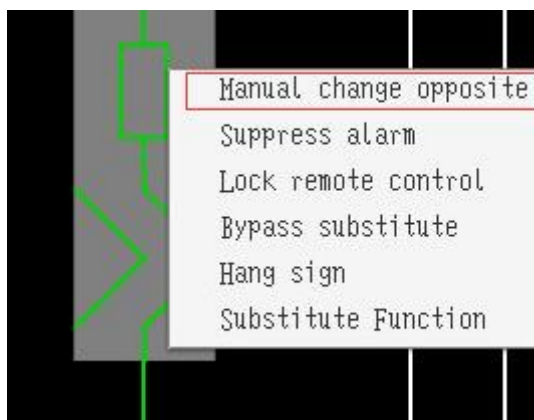 Manual change opposite
Suppress alarm
Lock remote control
Bypass substitute
Hang sign
Substitute Function